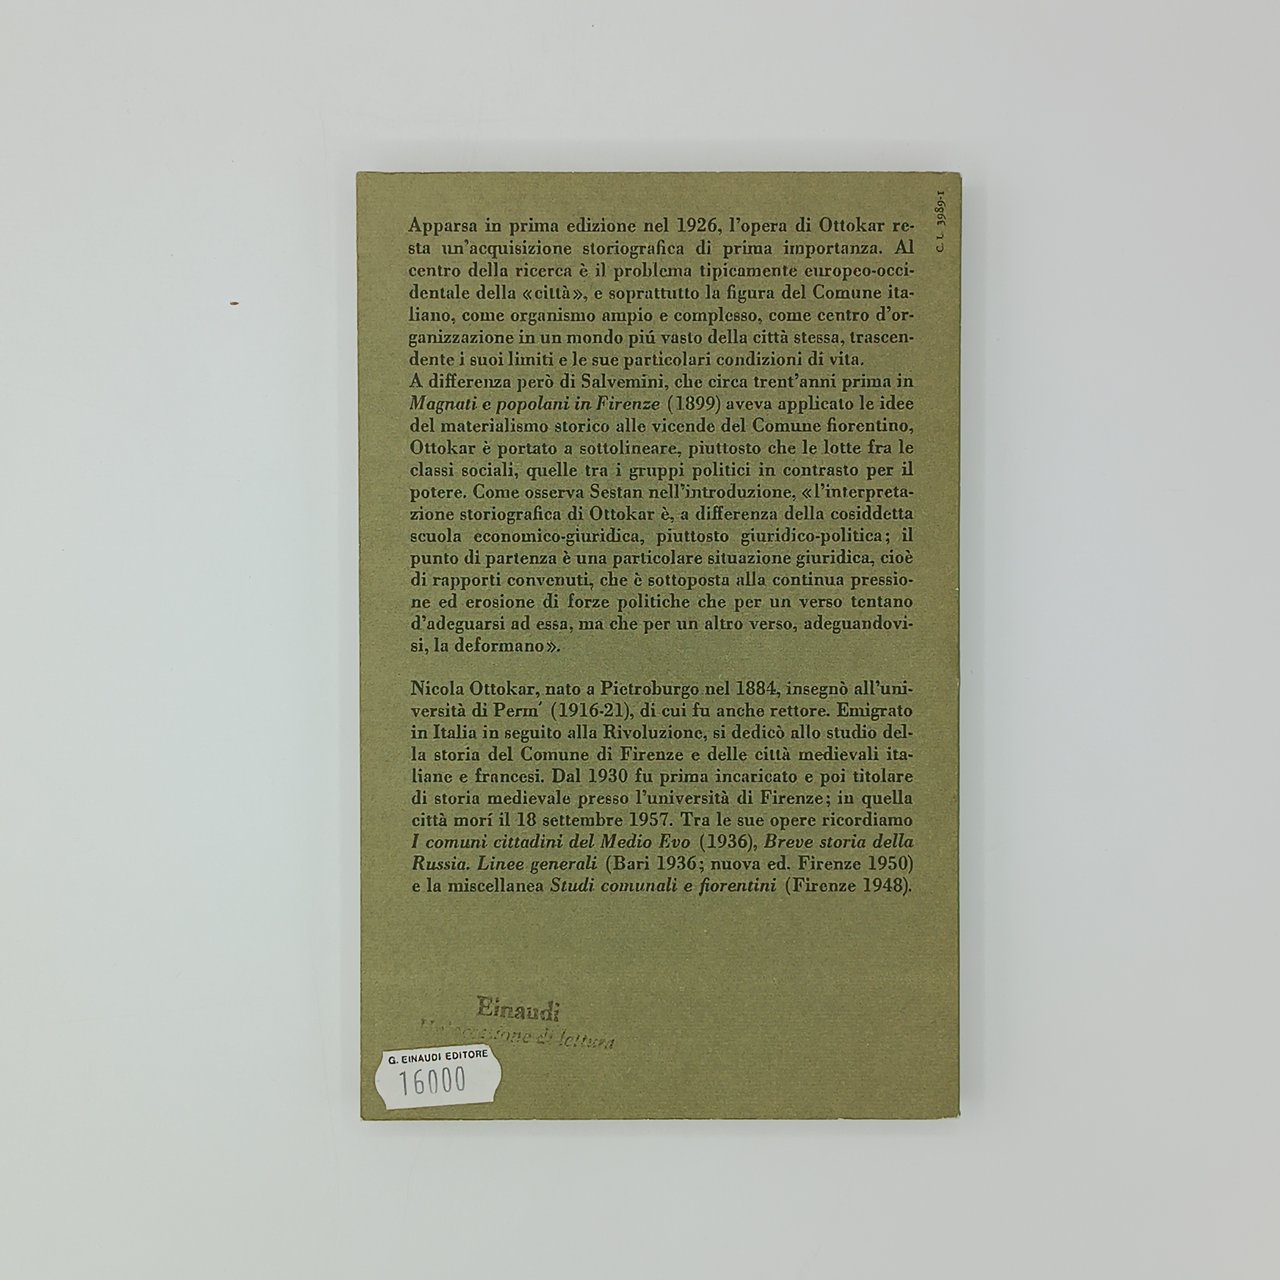 C. L. 3989-1
Apparsa in prima edizione nel 1926, l'opera di Ottokar re-
sta un'acquisizione storiografica di prima importanza. Al
centro della ricerca è il problema tipicamente europeo-occi-
dentale della «città», e soprattutto la figura del Comune ita-
liano, come organismo ampio e complesso, come centro d'or-
ganizzazione in un mondo piú vasto della città stessa, trascen-
dente i suoi limiti e le sue particolari condizioni di vita.
A differenza però di Salvemini, che circa trent'anni prima in
Magnati e popolani in Firenze (1899) aveva applicato le idee
del materialismo storico alle vicende del Comune fiorentino,
Ottokar è portato a sottolineare, piuttosto che le lotte fra le
classi sociali, quelle tra i gruppi politici in contrasto per il
potere. Come osserva Sestan nell'introduzione, «l'interpreta-
zione storiografica di Ottokar è, a differenza della cosiddetta
scuola economico-giuridica, piuttosto giuridico-politica; il
punto di partenza è una particolare situazione giuridica, cioè
di rapporti convenuti, che è sottoposta alla continua pressio-
ne ed erosione di forze politiche che per un verso tentano
d'adeguarsi ad essa, ma che per un altro verso, adeguandovi-
si, la deformano».
Nicola Ottokar, nato a Pietroburgo nel 1884, insegnò all'uni-
versità di Perm´ (1916-21), di cui fu anche rettore. Emigrato
in Italia in seguito alla Rivoluzione, si dedicò allo studio del-
la storia del Comune di Firenze e delle città medievali ita-
liane e francesi. Dal 1930 fu prima incaricato e poi titolare
di storia medievale presso l'università di Firenze; in quella
città morí il 18 settembre 1957. Tra le sue opere ricordiamo
I comuni cittadini del Medio Evo (1936), Breve storia della
Russia. Linee generali (Bari 1936; nuova ed. Firenze 1950)
e la miscellanea Studi comunali e fiorentini (Firenze 1948).
Einaudi
di lettura
G. EINAUDI EDITORE
16000